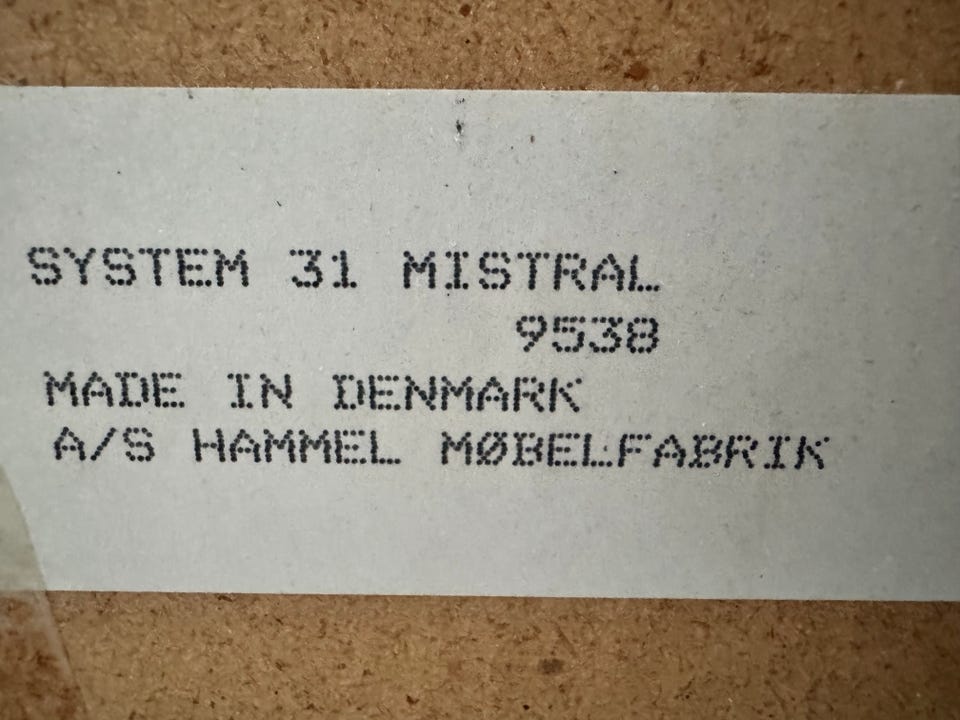 SYSTEM 31 MISTRAL
9538
MADE IN DENMARK
A/S HAMMEL MØBELFABRIK